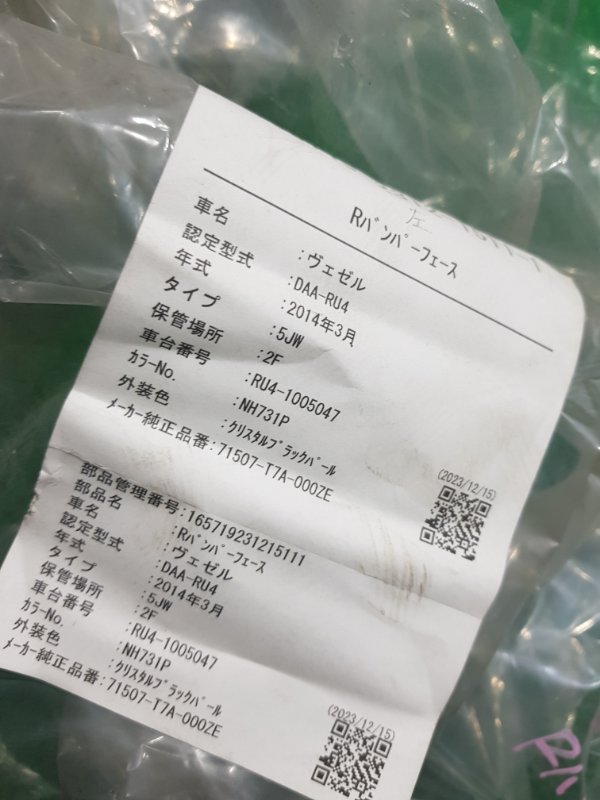 Rﾊﾞﾝﾊﾟｰﾌｪｰｽ
車名 :ヴェゼル
認定型式 :DAA-RU4
年式 :2014年3月
タイプ :5JW
保管場所 :2F
車台番号 :RU4-1005047
ｶﾗｰNo. :NH731P
外装色 :ｸﾘｽﾀﾙﾌﾞﾗｯｸﾊﾟｰﾙ
ﾒｰｶｰ純正品番:71507-T7A-000ZE
(2023/12/15)
部品管理番号:165719231215111
部品名 :Rﾊﾞﾝﾊﾟｰﾌｪｰｽ
車名 :ヴェゼル
認定型式 :DAA-RU4
年式 :2014年3月
タイプ :5JW
保管場所 :2F
車台番号 :RU4-1005047
ｶﾗｰNo. :NH731P
外装色 :ｸﾘｽﾀﾙﾌﾞﾗｯｸﾊﾟｰﾙ
ﾒｰｶｰ純正品番:71507-T7A-000ZE
(2023/12/15)